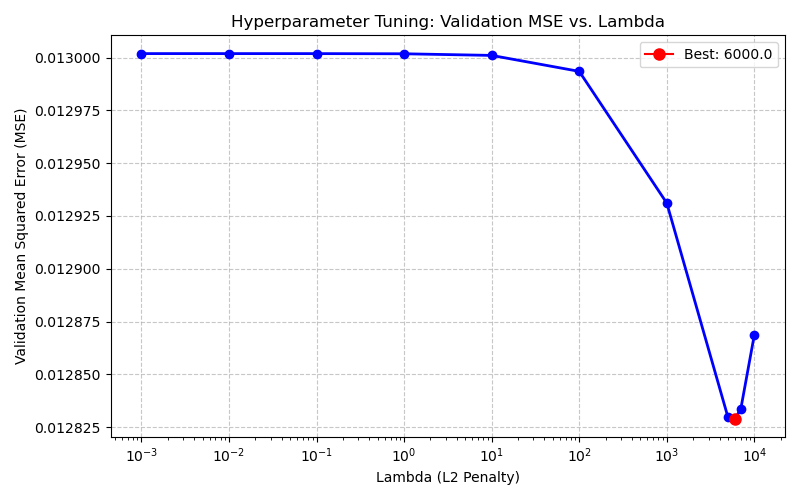 Hyperparameter Tuning: Validation MSE vs. Lambda
Best: 6000.0
Validation Mean Squared Error (MSE)
0.013000
0.012975
0.012950
0.012925
0.012900
0.012875
0.012850
0.012825
10⁻³ 10⁻² 10⁻¹ 10⁰ 10¹ 10² 10³ 10⁴
Lambda (L2 Penalty)